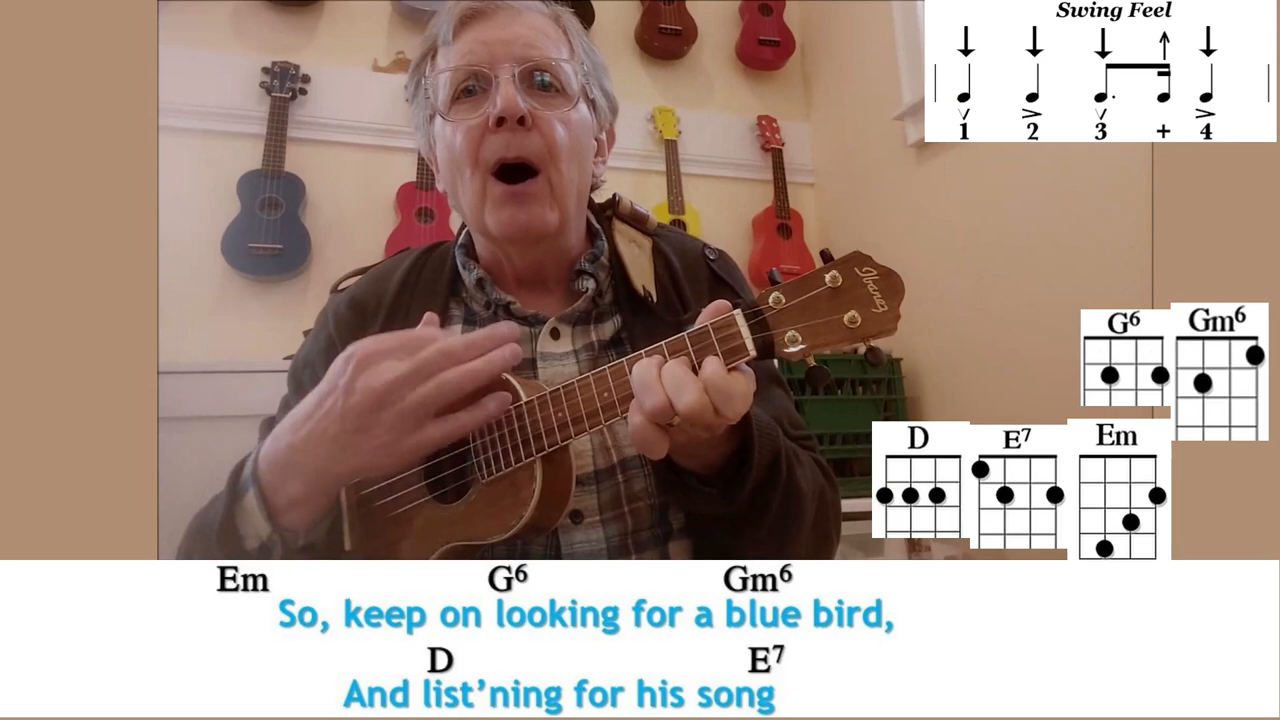 Swing Feel
1 2 3 + 4
Ibanez
G6 Gm6
D E7 Em
Em G6 Gm6
So, keep on looking for a blue bird,
D E7
And list’ning for his song